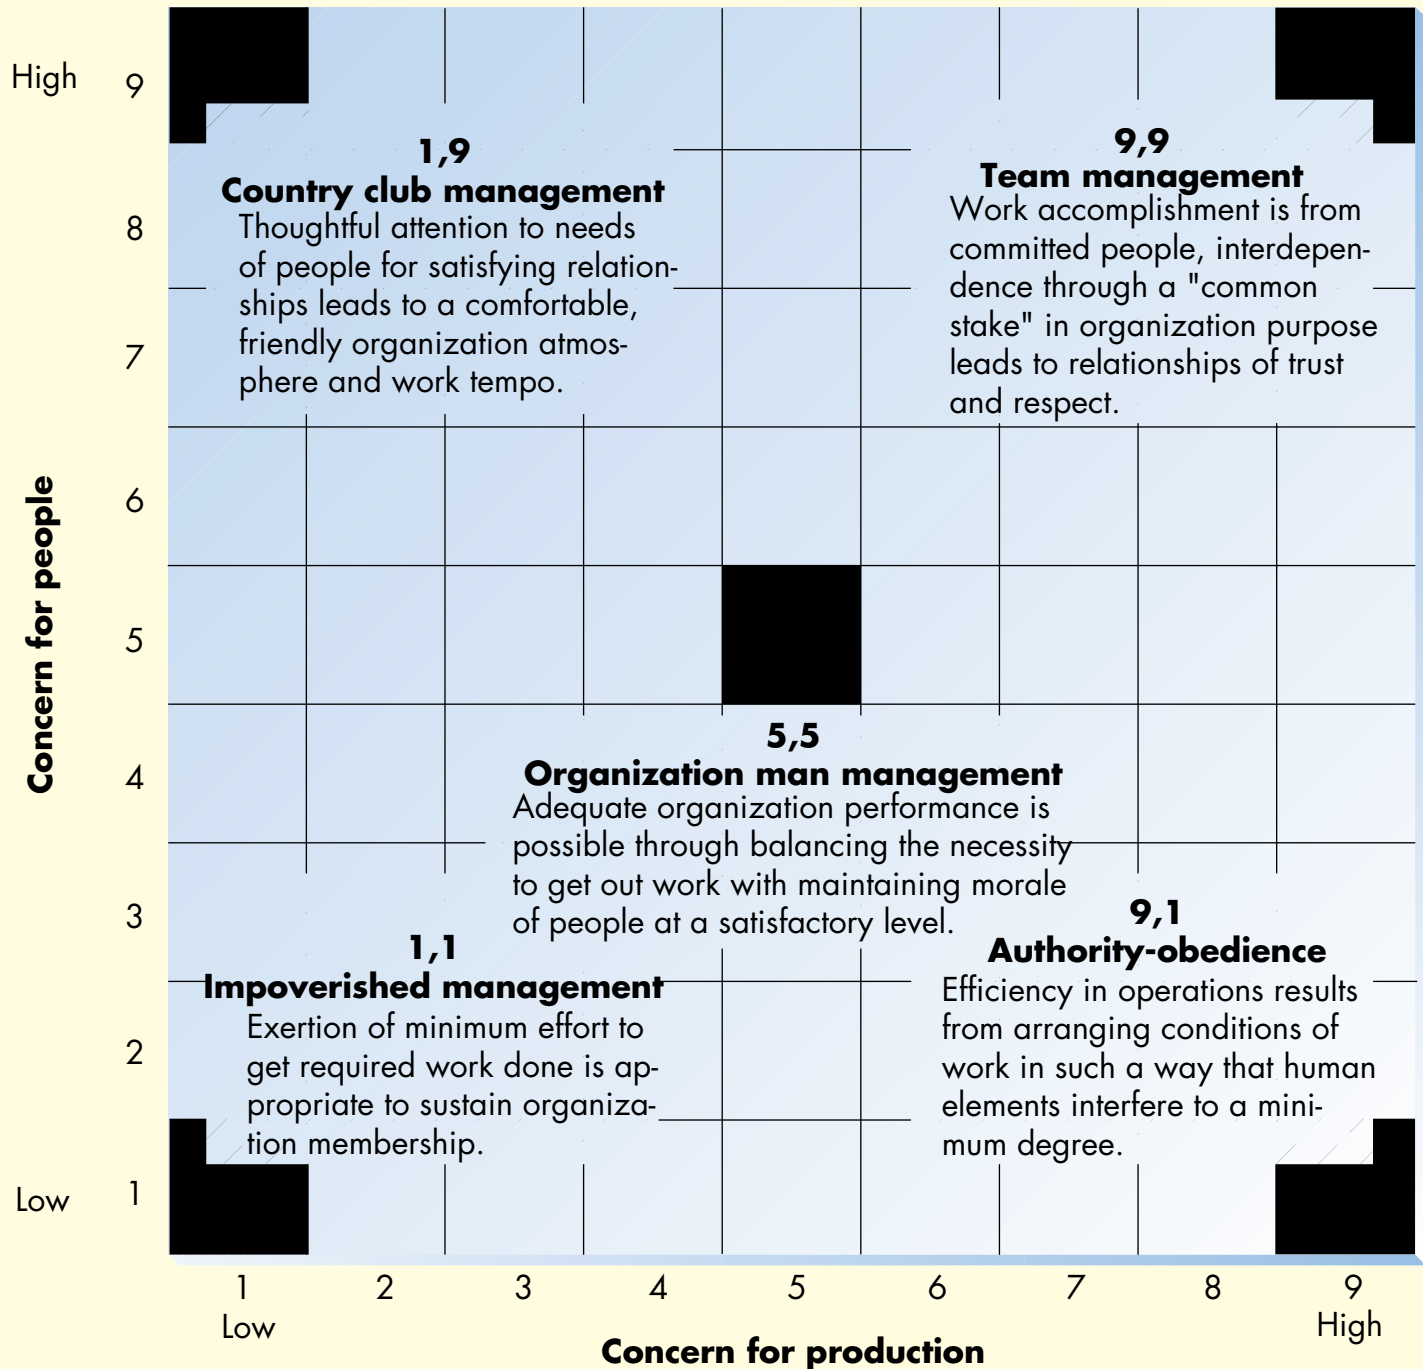 High
9
1,9
Country club management
Thoughtful attention to needs
of people for satisfying relation-
ships leads to a comfortable,
friendly organization atmos-
phere and work tempo.
9,9
Team management
Work accomplishment is from
committed people, interdepen-
dence through a "common
stake" in organization purpose
leads to relationships of trust
and respect.
8
7
6
5
4
3
2
Low
1
Concern for people
5,5
Organization man management
Adequate organization performance is
possible through balancing the necessity
to get out work with maintaining morale
of people at a satisfactory level.
1,1
Impoverished management
Exertion of minimum effort to
get required work done is ap-
propriate to sustain organiza-
tion membership.
9,1
Authority-obedience
Efficiency in operations results
from arranging conditions of
work in such a way that human
elements interfere to a mini-
mum degree.
1 2 3 4 5 6 7 8 9
Low High
Concern for production